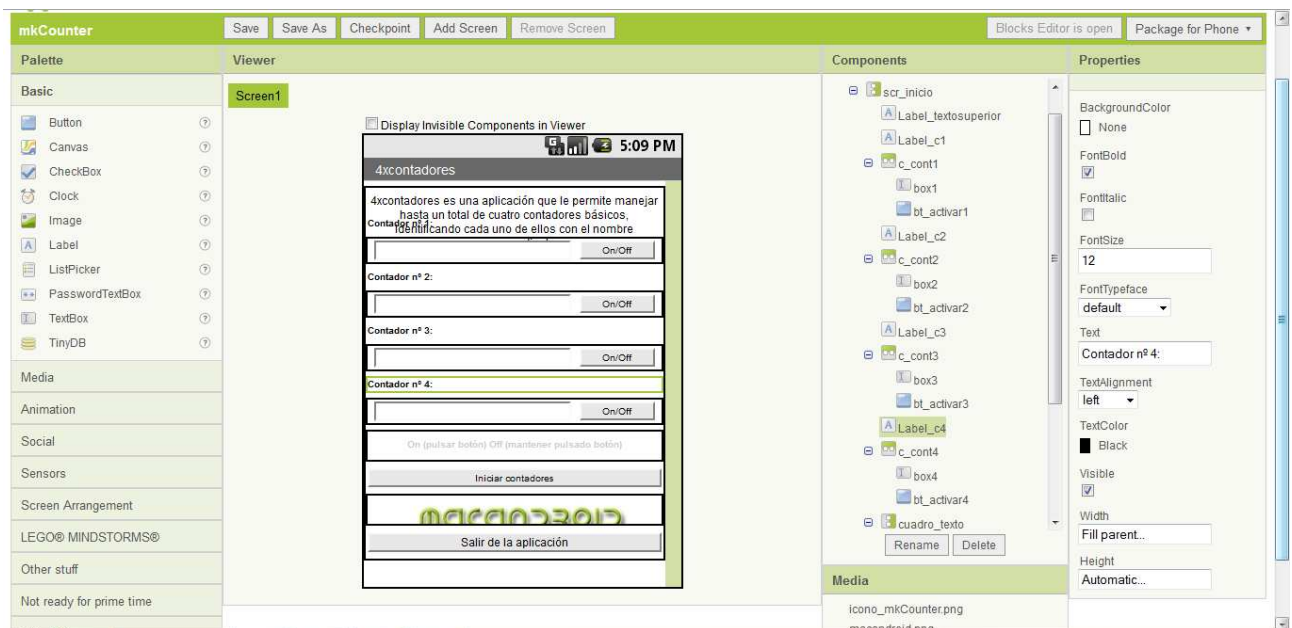 mkCounter
Save
Save As
Checkpoint
Add Screen
Remove Screen
Blocks Editor is open
Package for Phone
Palette
Basic
Button
Canvas
CheckBox
Clock
Image
Label
ListPicker
PasswordTextBox
TextBox
TinyDB
Media
Animation
Social
Sensors
Screen Arrangement
LEGO® MINDSTORMS®
Other stuff
Not ready for prime time
Viewer
Screen1
Display Invisible Components in Viewer
5:09 PM
4xcontadores
4xcontadores es una aplicación que le permite manejar
hasta un total de cuatro contadores básicos,
Contador nº 1:
identificando cada uno de ellos con el nombre
On/Off
Contador nº 2:
On/Off
Contador nº 3:
On/Off
Contador nº 4:
On/Off
On (pulsar botón) Off (mantener pulsado botón)
Iniciar contadores
macandroid
Salir de la aplicación
Components
scr_inicio
Label_textosuperior
Label_c1
c_cont1
box1
bt_activar1
Label_c2
c_cont2
box2
bt_activar2
Label_c3
c_cont3
box3
bt_activar3
Label_c4
c_cont4
box4
bt_activar4
cuadro_texto
Rename
Delete
Media
icono_mkCounter.png
Properties
BackgroundColor
None
FontBold
FontItalic
FontSize
12
FontTypeface
default
Text
Contador nº 4:
TextAlignment
left
TextColor
Black
Visible
Width
Fill parent...
Height
Automatic...